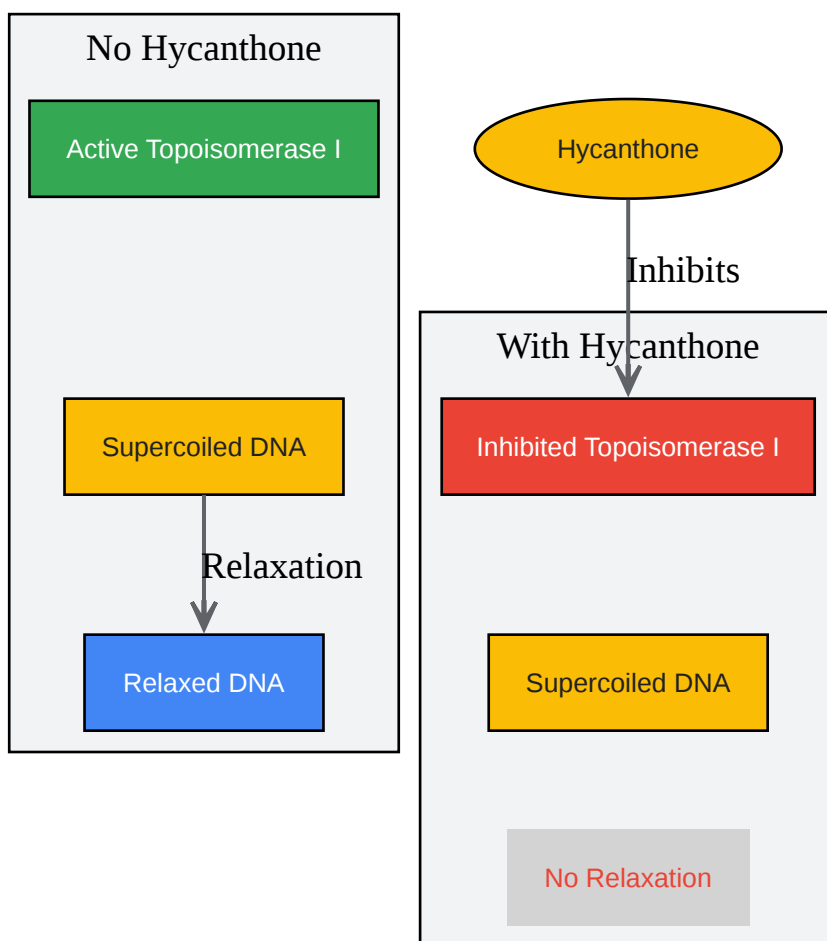 No Hycanthone
Active Topoisomerase I
Supercoiled DNA
Relaxation
Relaxed DNA
Hycanthone
Inhibits
With Hycanthone
Inhibited Topoisomerase I
Supercoiled DNA
No Relaxation